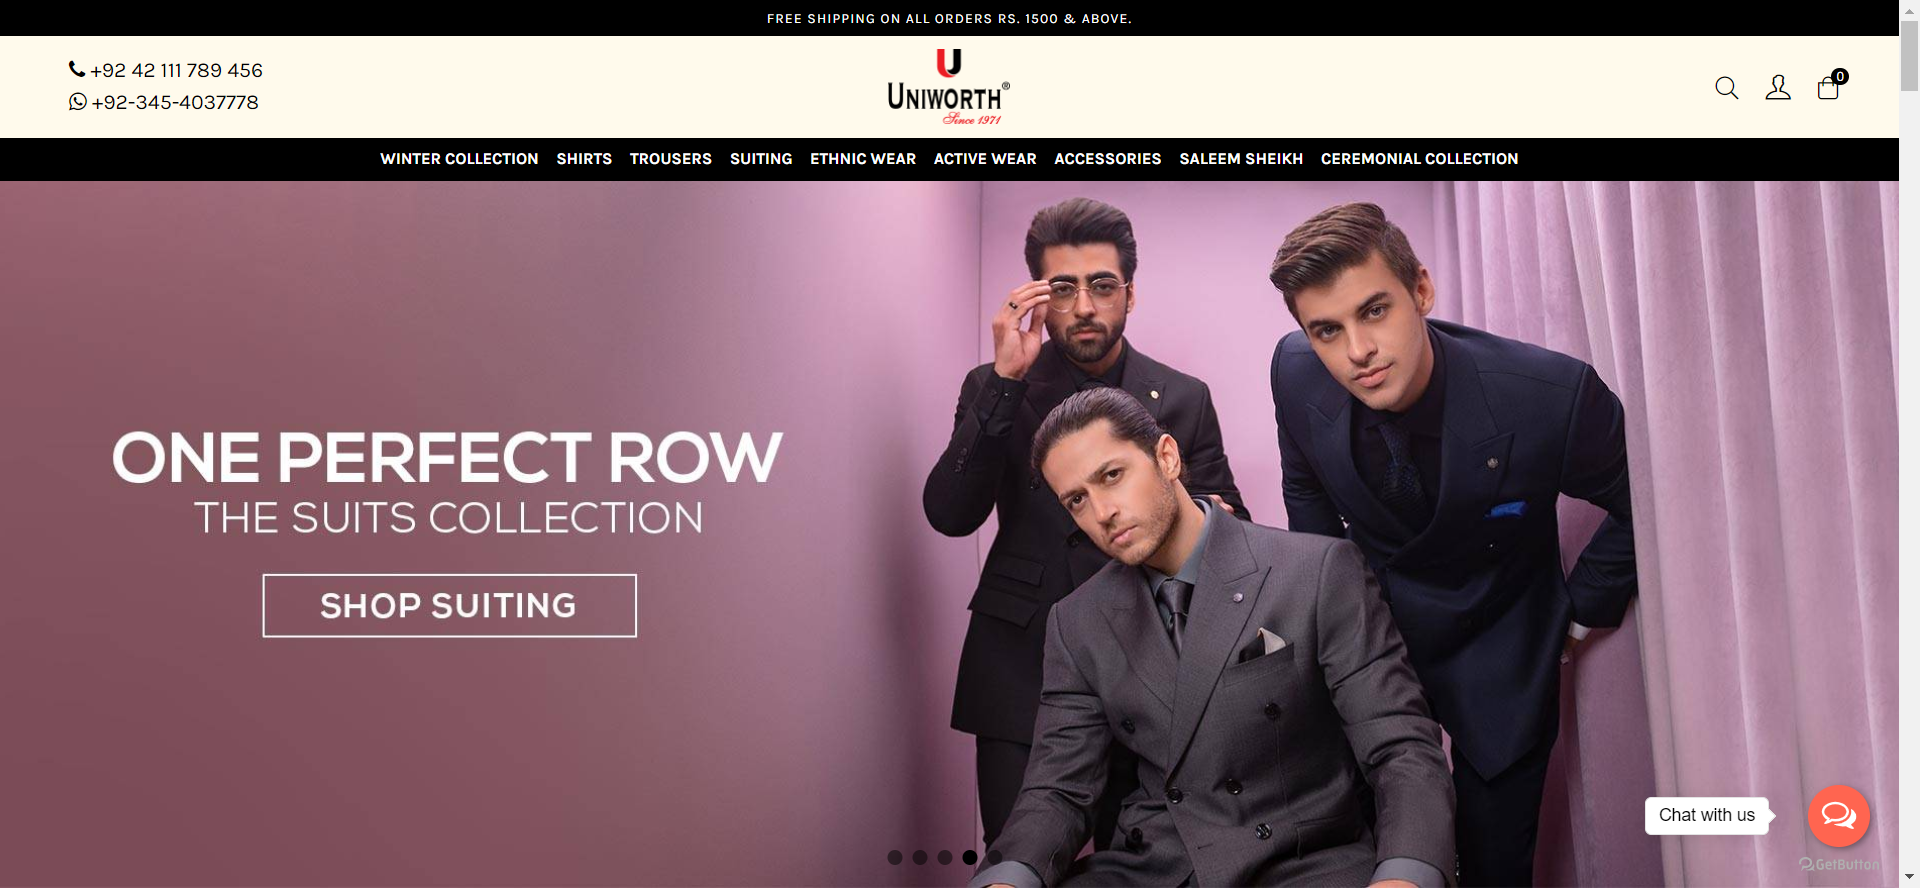 FREE SHIPPING ON ALL ORDERS RS. 1500 & ABOVE.
+92 42 111 789 456
+92-345-4037778
UNIWORTH®
Since 1971
0
WINTER COLLECTION SHIRTS TROUSERS SUITING ETHNIC WEAR ACTIVE WEAR ACCESSORIES SALEEM SHEIKH CEREMONIAL COLLECTION
ONE PERFECT ROW
THE SUITS COLLECTION
SHOP SUITING
Chat with us
GetButton